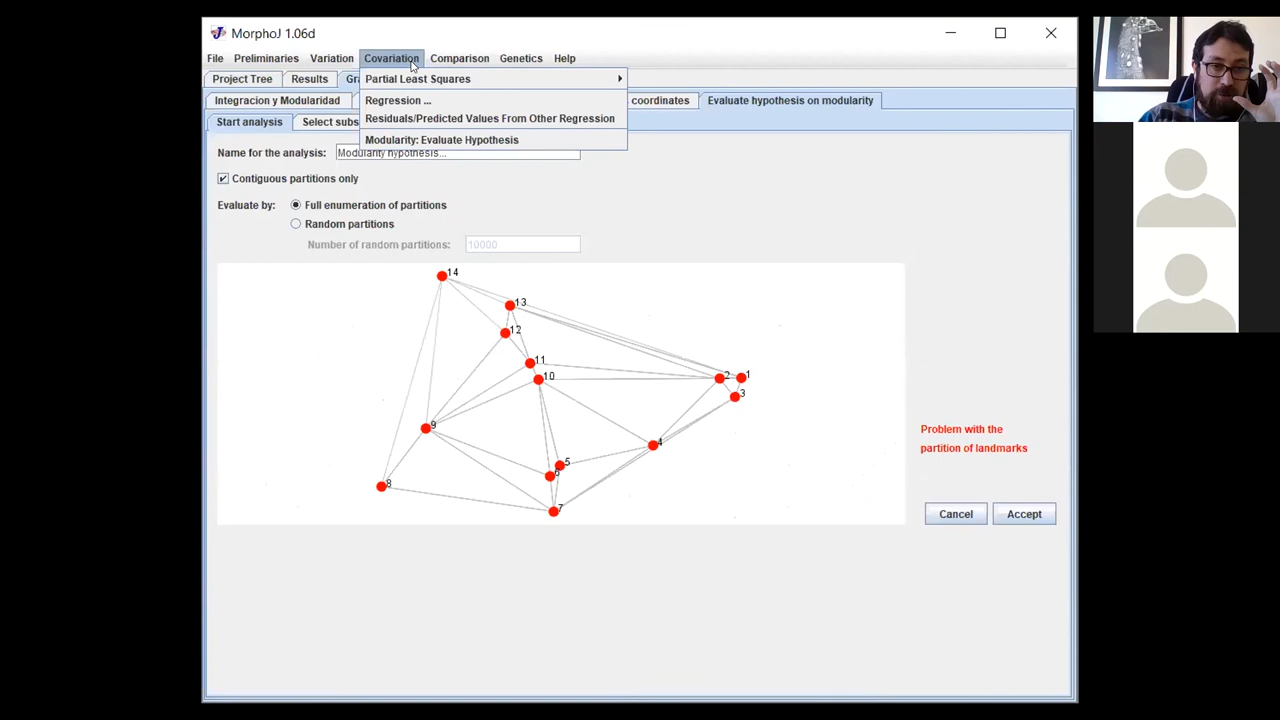 MorphoJ 1.06d
File Preliminaries Variation Covariation Comparison Genetics Help
Project Tree Results
Partial Least Squares
Integracion y Modularidad
Regression ...
coordinates Evaluate hypothesis on modularity
Start analysis
Residuals/Predicted Values From Other Regression
Modularity: Evaluate Hypothesis
Name for the analysis: Modularity hypothesis...
Contiguous partitions only
Evaluate by: Full enumeration of partitions
Random partitions
Number of random partitions: 10000
14
13
12
11
10
2 1
3
9
4
5
6
8
7
Problem with the
partition of landmarks
Cancel Accept